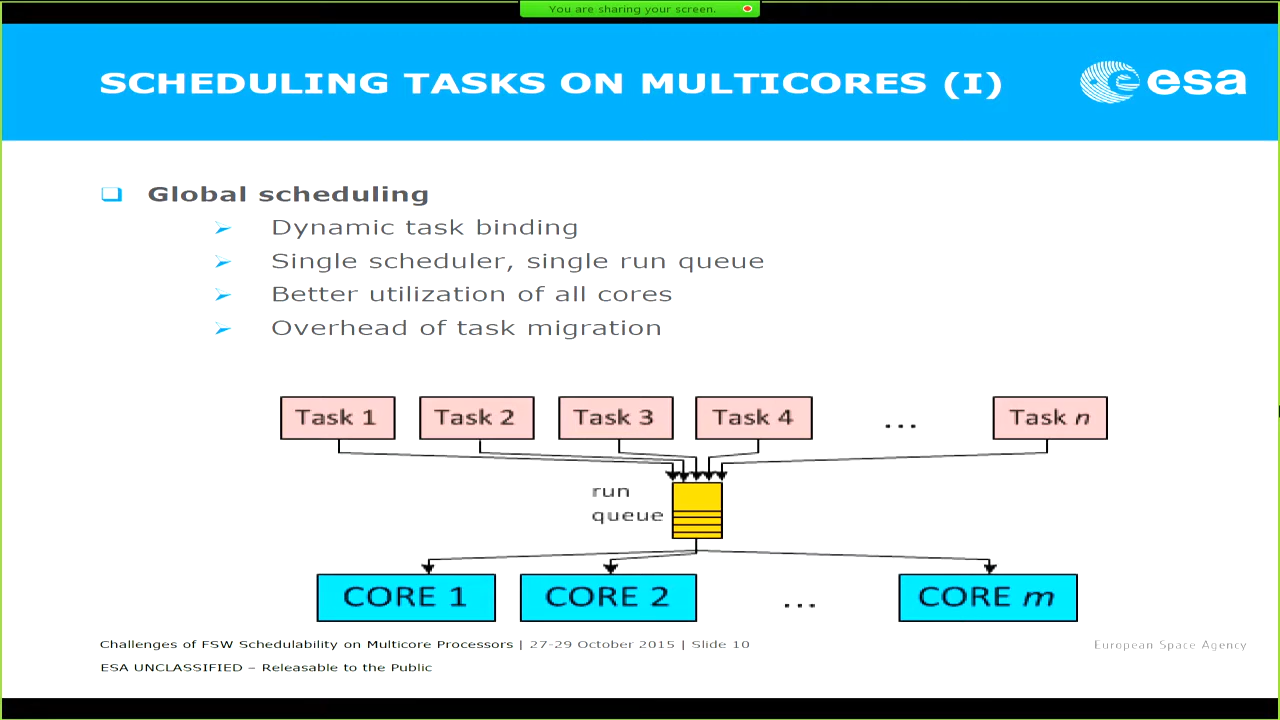 You are sharing your screen.
SCHEDULING TASKS ON MULTICORES (I)
esa
Global scheduling
Dynamic task binding
Single scheduler, single run queue
Better utilization of all cores
Overhead of task migration
Task 1 Task 2 Task 3 Task 4 ... Task n
run
queue
CORE 1 CORE 2 ... CORE m
Challenges of FSW Schedulability on Multicore Processors | 27-29 October 2015 | Slide 10
European Space Agency
ESA UNCLASSIFIED – Releasable to the Public